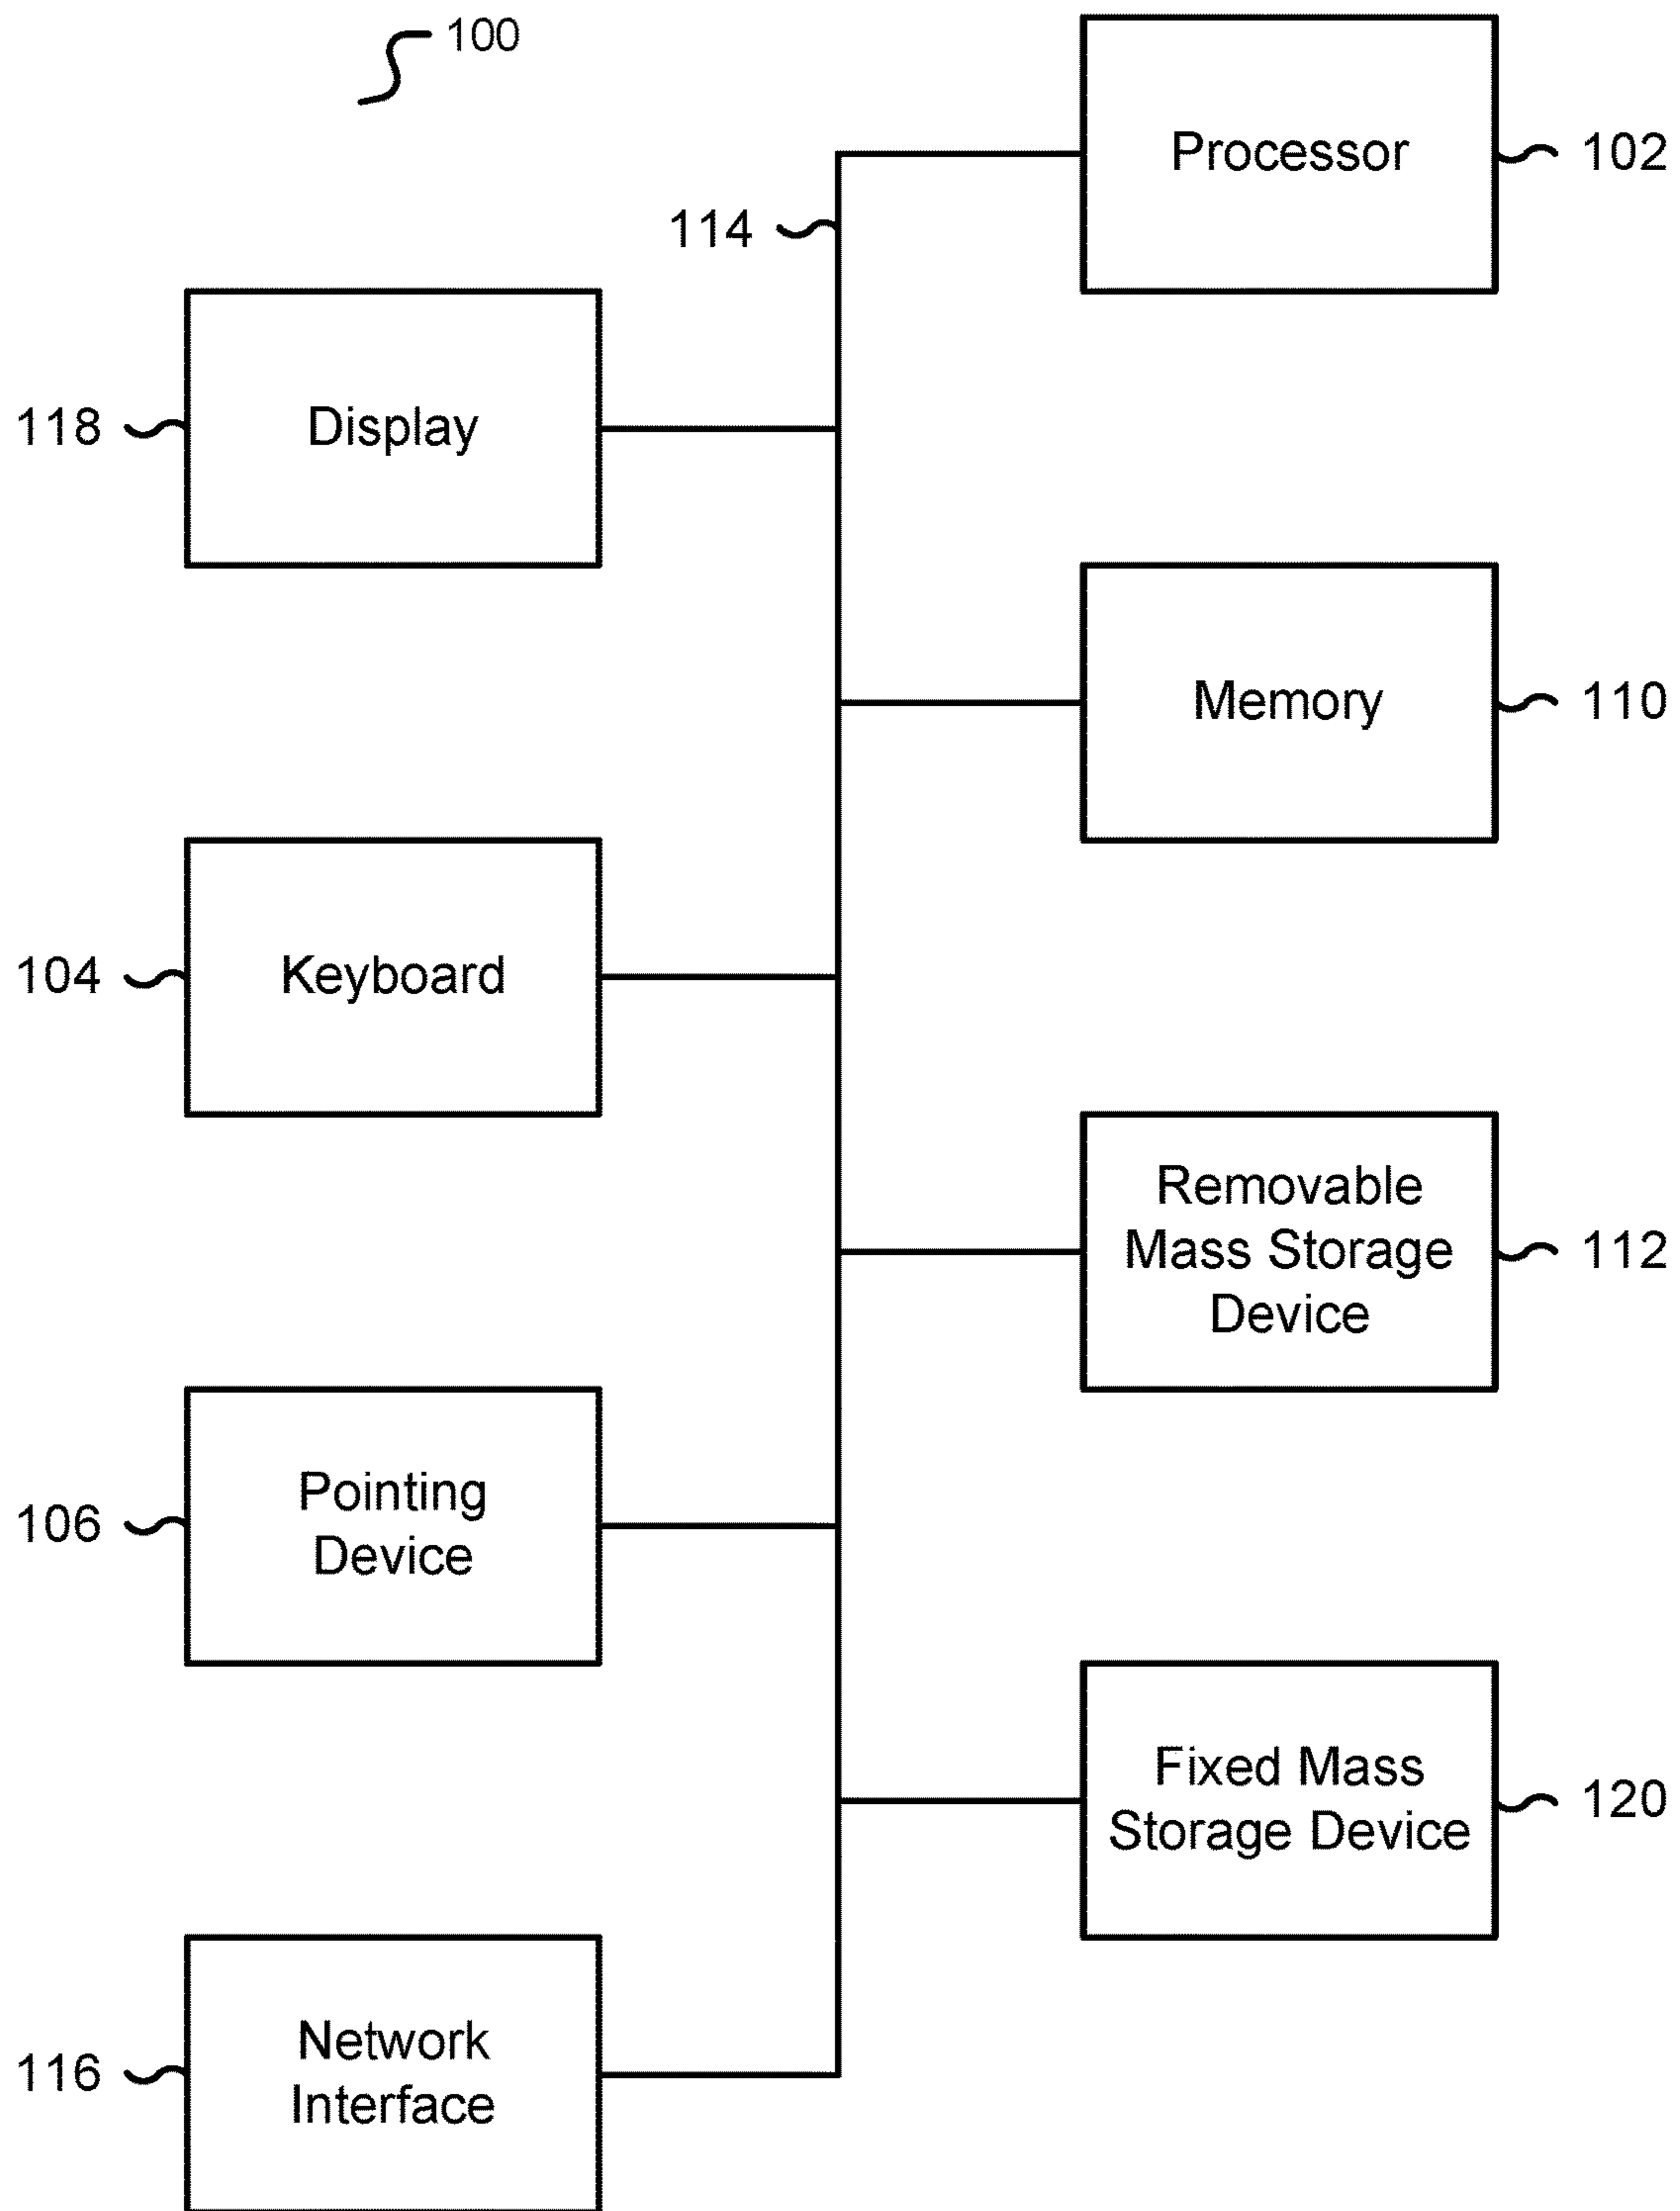 100
Processor
102
114
118
Display
Memory
110
104
Keyboard
Removable
Mass Storage
Device
112
106
Pointing
Device
Fixed Mass
Storage Device
120
116
Network
Interface